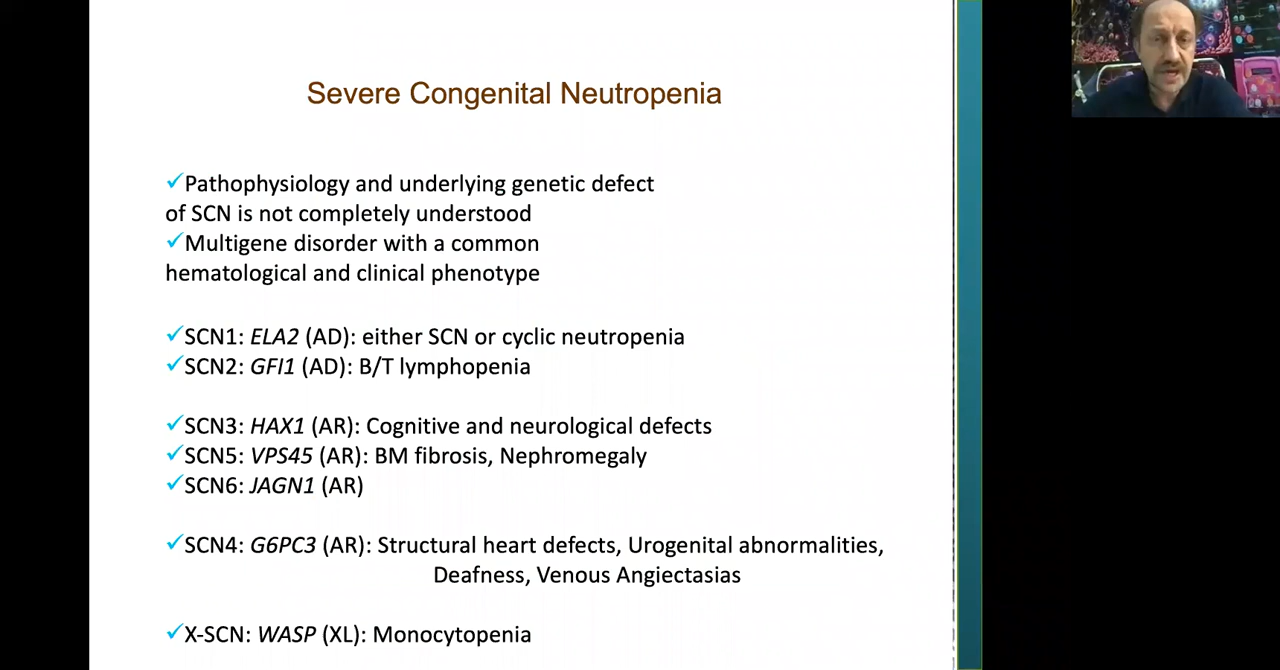 Severe Congenital Neutropenia
✓Pathophysiology and underlying genetic defect
of SCN is not completely understood
✓Multigene disorder with a common
hematological and clinical phenotype
✓SCN1: ELA2 (AD): either SCN or cyclic neutropenia
✓SCN2: GFI1 (AD): B/T lymphopenia
✓SCN3: HAX1 (AR): Cognitive and neurological defects
✓SCN5: VPS45 (AR): BM fibrosis, Nephromegaly
✓SCN6: JAGN1 (AR)
✓SCN4: G6PC3 (AR): Structural heart defects, Urogenital abnormalities,
Deafness, Venous Angiectasias
✓X-SCN: WASP (XL): Monocytopenia